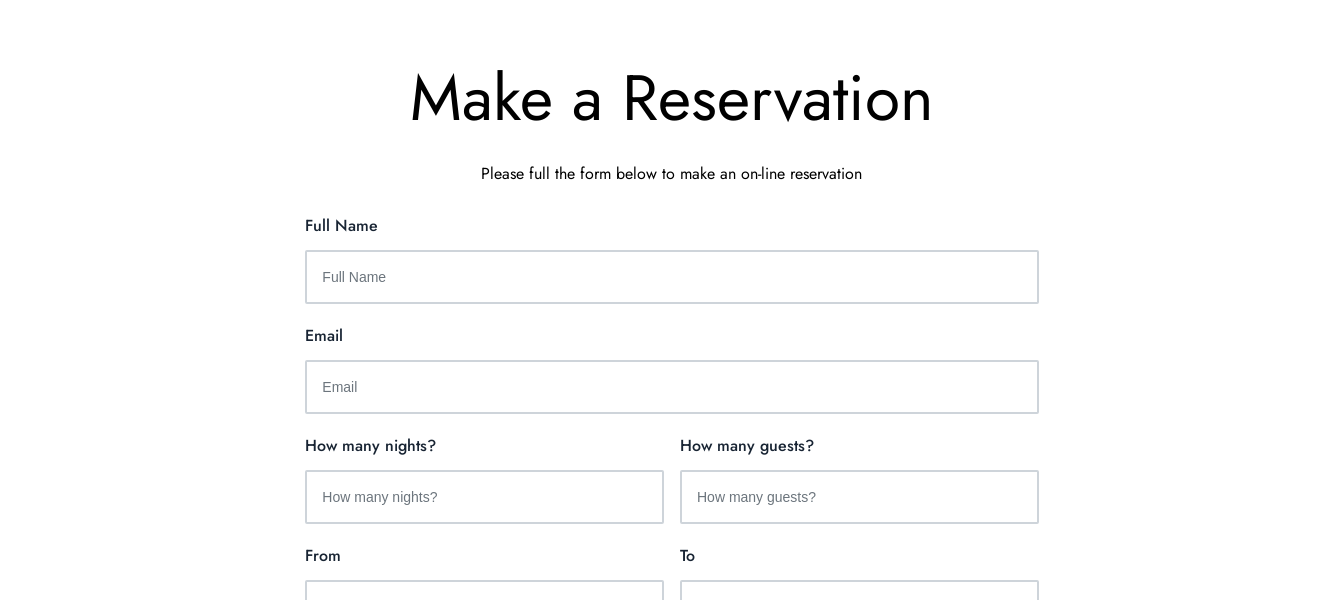 Make a Reservation
Please full the form below to make an on-line reservation
Full Name
Full Name
Email
Email
How many nights? How many guests?
How many nights? How many guests?
From To